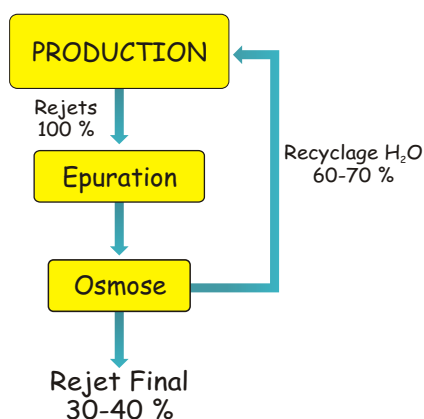 PRODUCTION
Rejets
100 %
Recyclage H₂O
60-70 %
Epuration
Osmose
Rejet Final
30-40 %